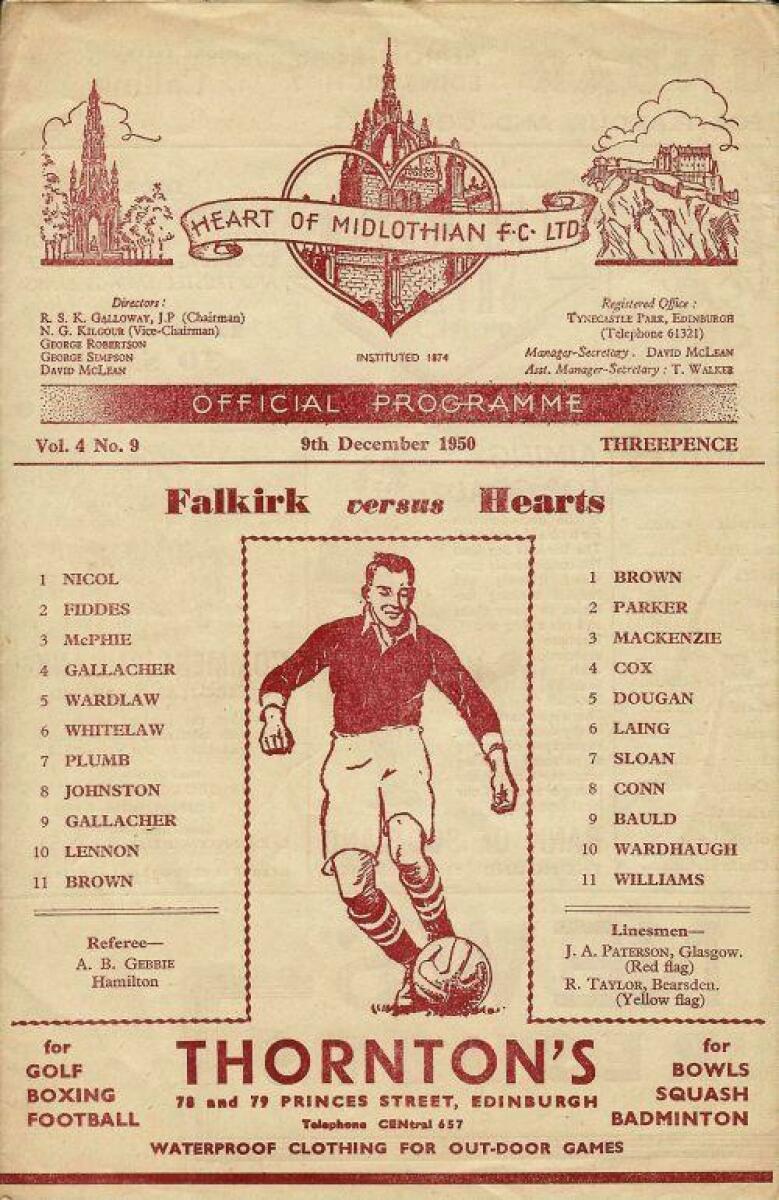 HEART OF MIDLOTHIAN F.C. LTD
Directors :
R. S. K. GALLOWAY, J.P (Chairman)
N. G. KILGOUR (Vice-Chairman)
GEORGE ROBERTSON
GEORGE SIMPSON
DAVID McLEAN
INSTITUTED 1874
Registered Office :
TYNECASTLE PARK, EDINBURGH
(Telephone 61321)
Manager-Secretary . DAVID McLEAN
Asst. Manager-Secretary : T. WALKER
OFFICIAL PROGRAMME
Vol. 4 No. 9 9th December 1950 THREEPENCE
Falkirk versus Hearts
1 NICOL
2 FIDDES
3 McPHIE
4 GALLACHER
5 WARDLAW
6 WHITELAW
7 PLUMB
8 JOHNSTON
9 GALLACHER
10 LENNON
11 BROWN
Referee—
A. B. GEBBIE
Hamilton
1 BROWN
2 PARKER
3 MACKENZIE
4 COX
5 DOUGAN
6 LAING
7 SLOAN
8 CONN
9 BAULD
10 WARDHAUGH
11 WILLIAMS
Linesmen—
J. A. PATERSON, Glasgow.
(Red flag)
R. TAYLOR, Bearsden.
(Yellow flag)
for
GOLF
BOXING
FOOTBALL
THORNTON'S
78 and 79 PRINCES STREET, EDINBURGH
Telephone CENtral 657
for
BOWLS
SQUASH
BADMINTON
WATERPROOF CLOTHING FOR OUT-DOOR GAMES